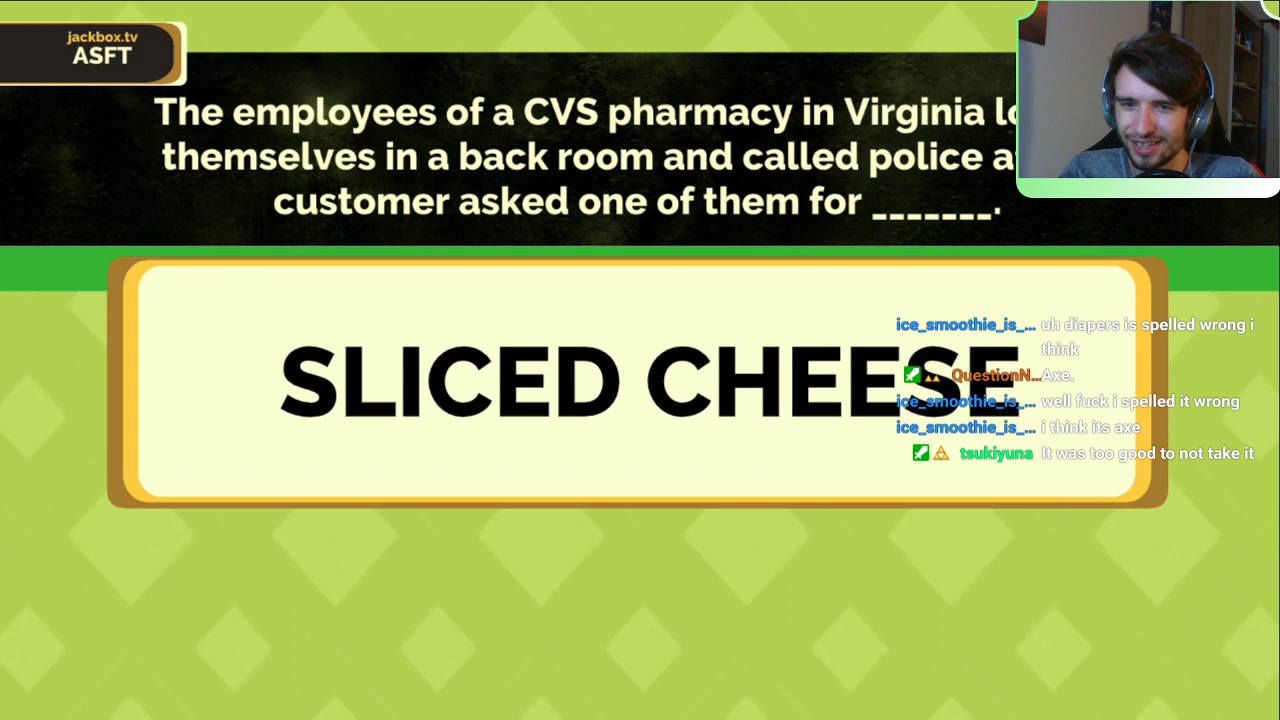 jackbox.tv
ASFT
The employees of a CVS pharmacy in Virginia
themselves in a back room and called police
customer asked one of them for _______.
SLICED CHEESE
ice_smoothie_is_... uh diapers is spelled wrong i
think
QuestionN... Axe.
ice_smoothie_is_... well fuck i spelled it wrong
ice_smoothie_is_... i think its axe
tsukiyuna It was too good to not take it